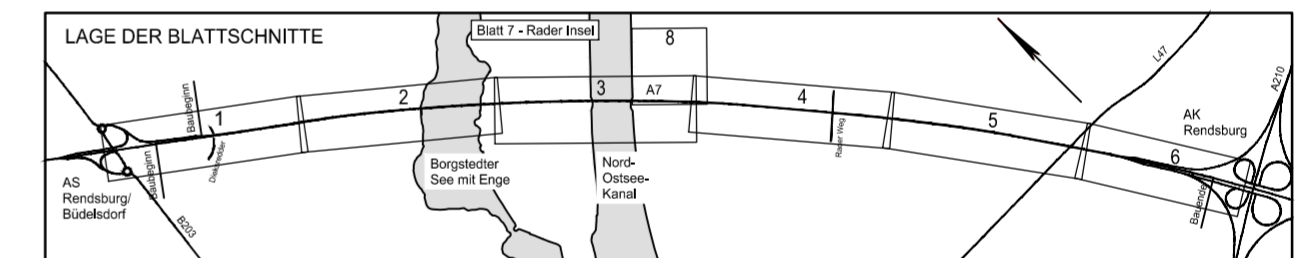 LAGE DER BLATTSCHNITTE
Blatt 7 - Rader Insel
8
L47
A210
Baubeginn
1
2
3
A7
4
5
6
Diekredder
Baubeginn
AS
Rendsburg/
Büdelsdorf
B203
Borgstedter
See mit Enge
Nord-
Ostsee-
Kanal
Rader Weg
AK
Rendsburg
Bauende